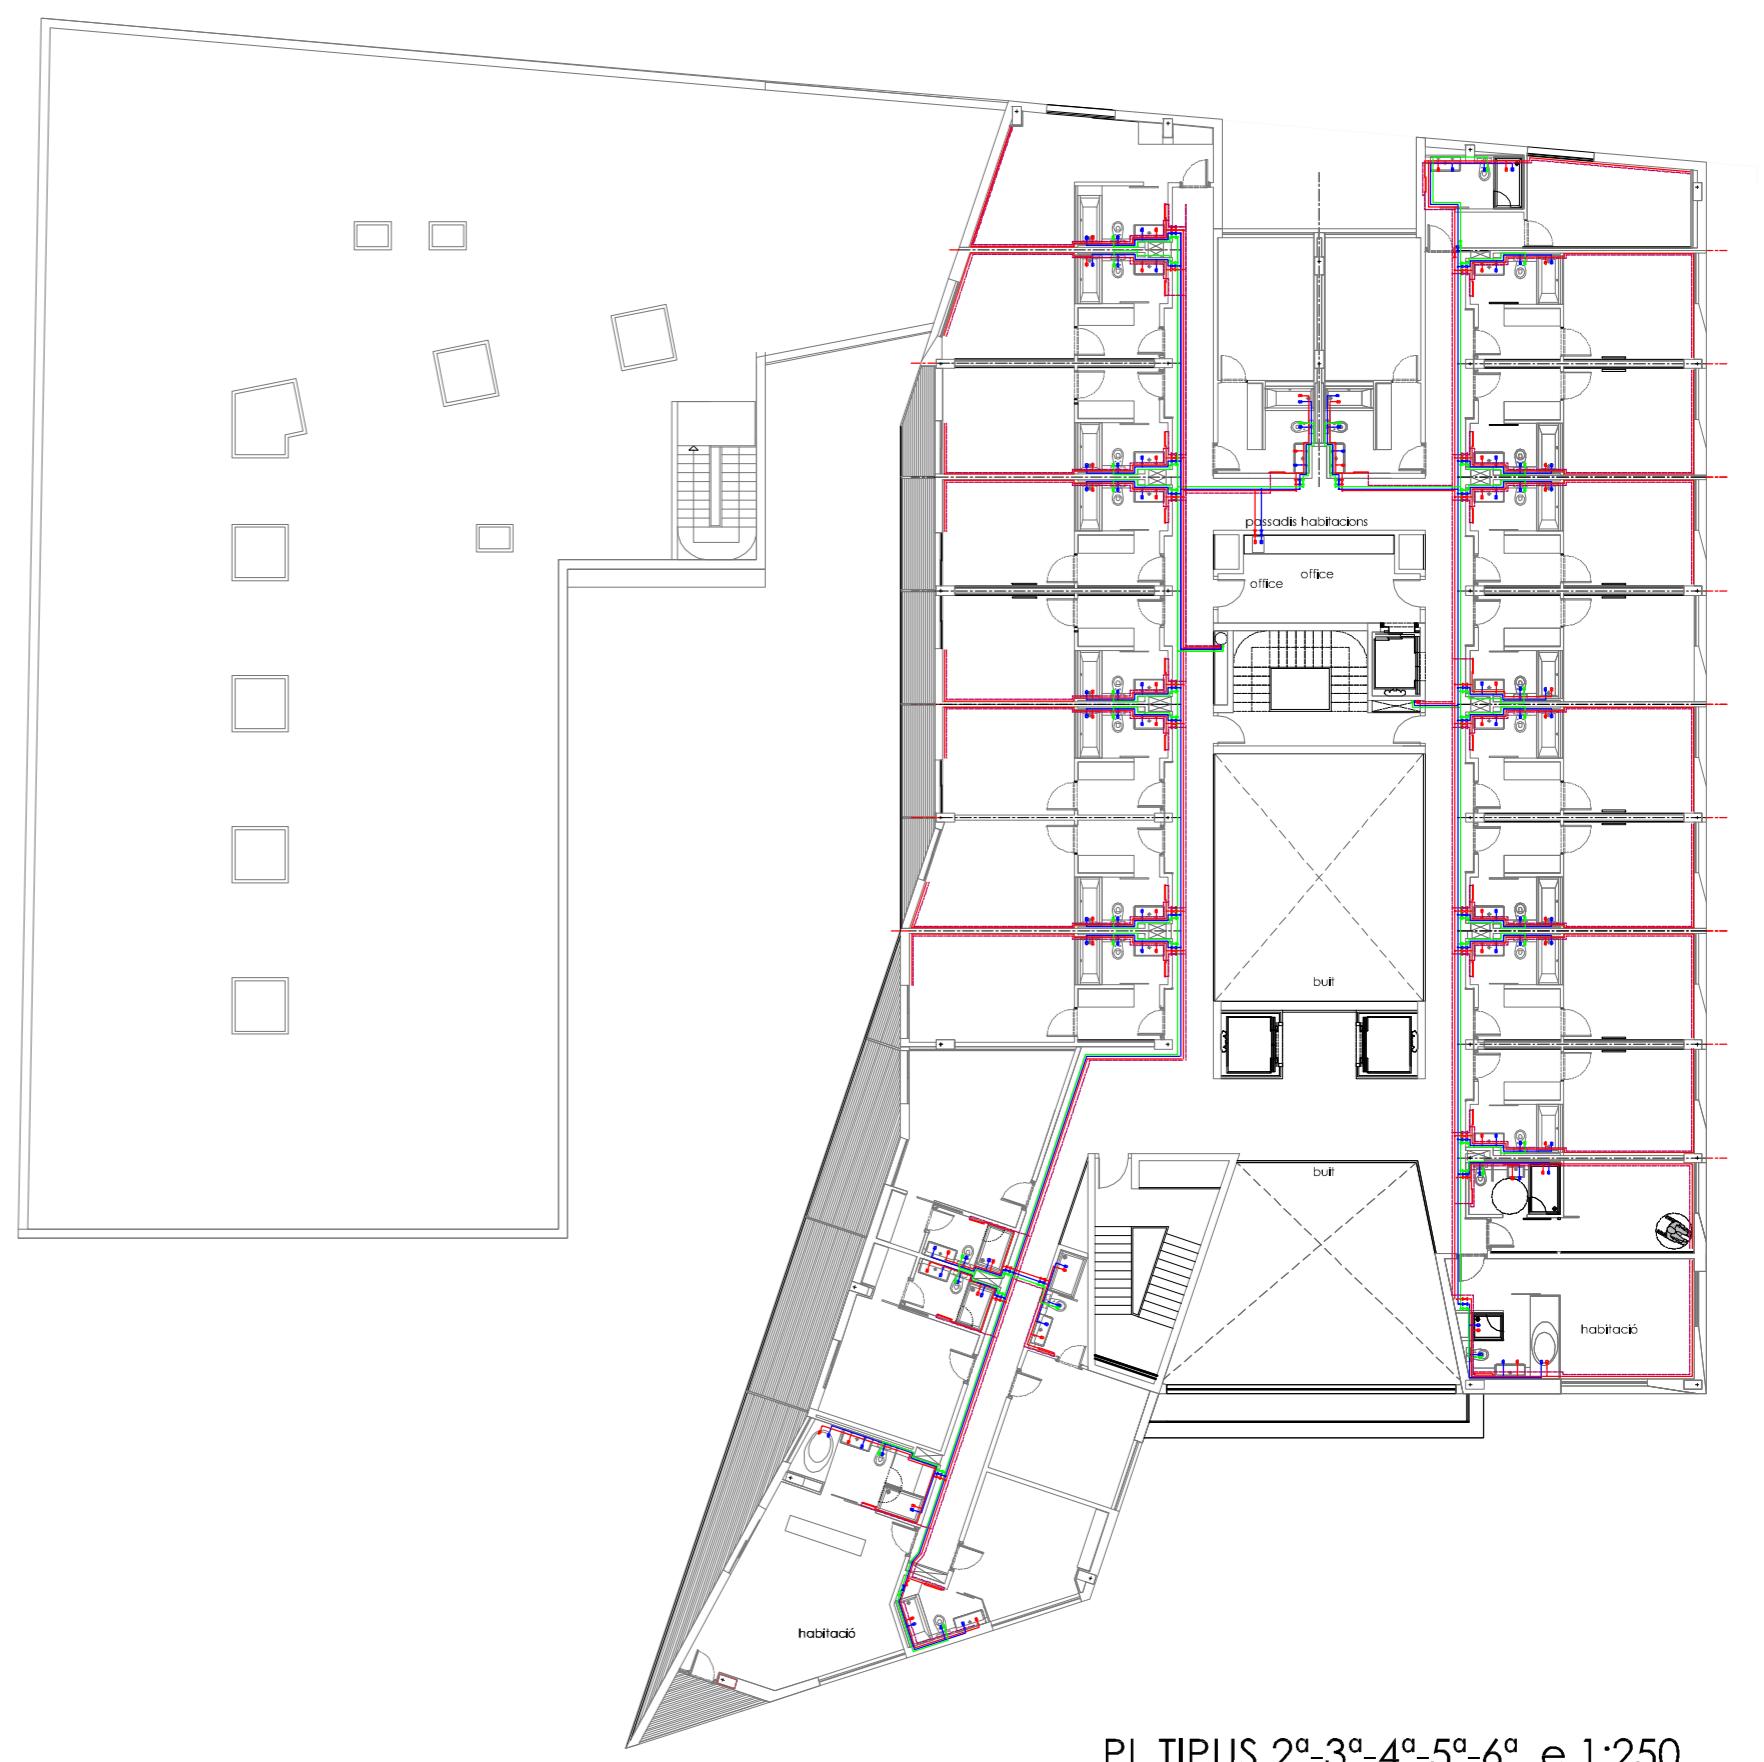 passadis habitacions
office
office
buit
buit
habitació
habitació
PL.TIPUS 2ª-3ª-4ª-5ª-6ª e 1:250